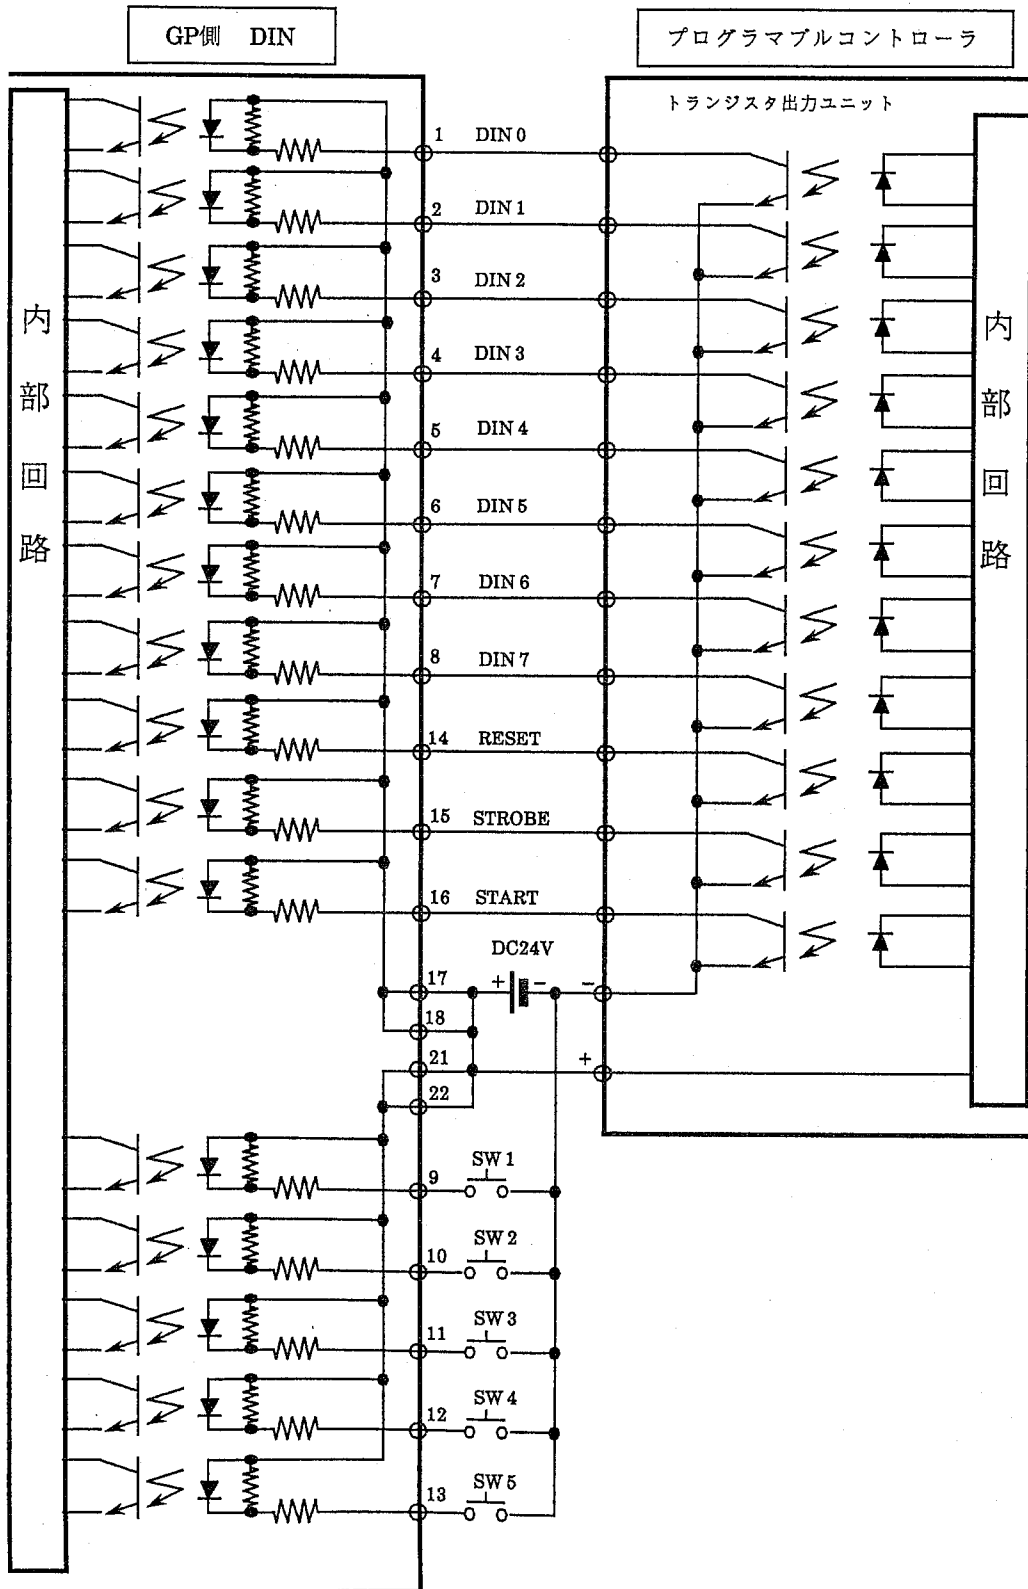 GP側 DIN
プログラマブルコントローラ
トランジスタ出力ユニット
内部回路
内部回路
1 DIN 0
2 DIN 1
3 DIN 2
4 DIN 3
5 DIN 4
6 DIN 5
7 DIN 6
8 DIN 7
14 RESET
15 STROBE
16 START
DC24V
17 + - -
18
21 +
22
SW 1
9
SW 2
10
SW 3
11
SW 4
12
SW 5
13